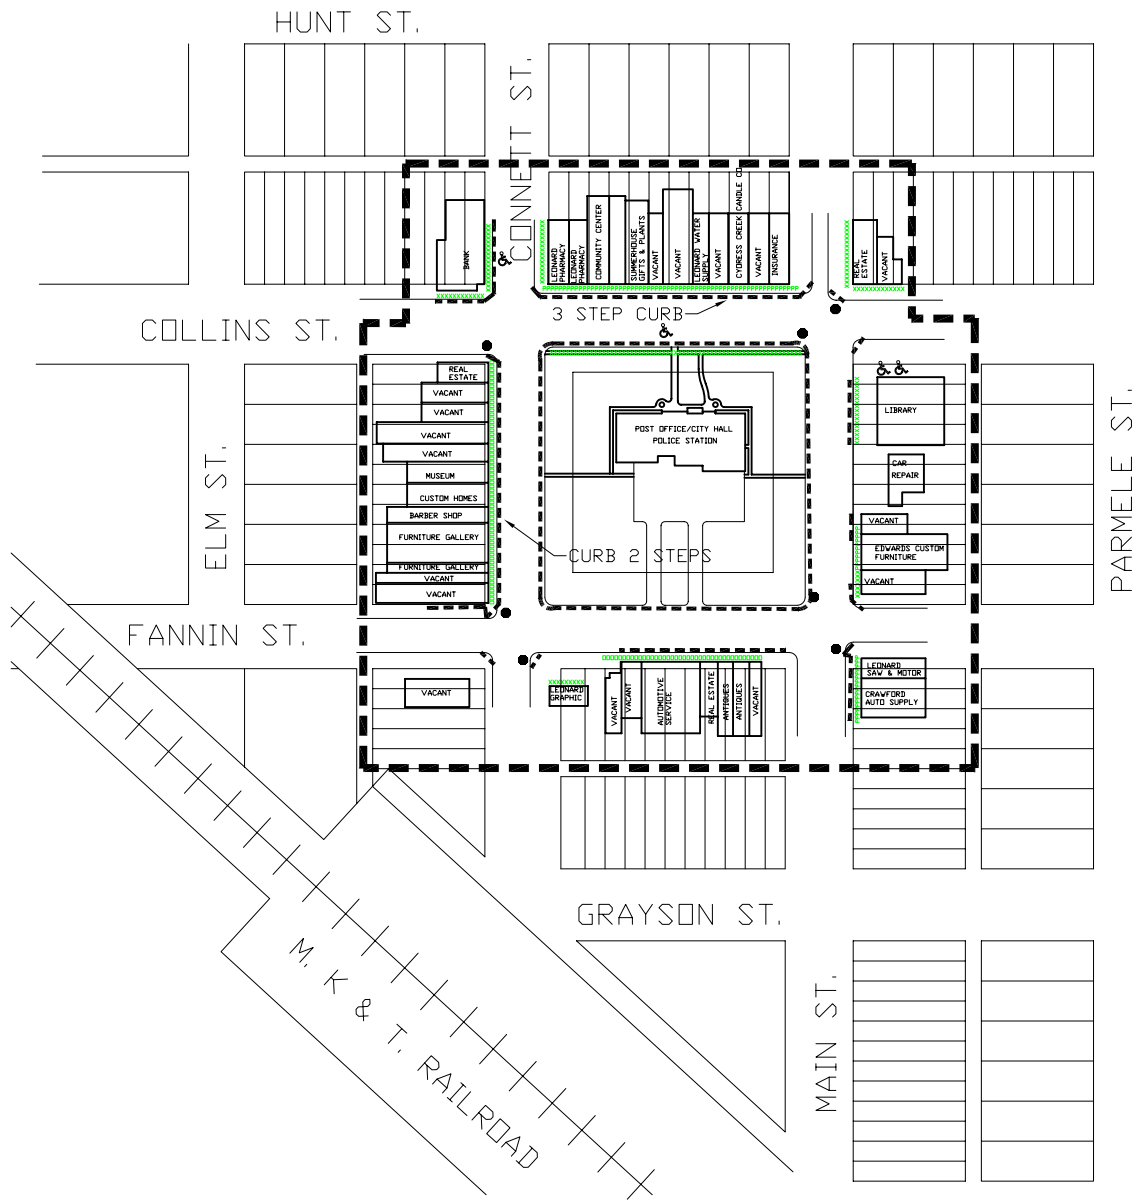 HUNT ST.
CONNETT ST.
BANK
LEONARD
PHARMACY
LEONARD
PHARMACY
COMMUNITY CENTER
SUMMERHOUSE
GIFTS & PLANTS
VACANT
VACANT
LEONARD WATER
SUPPLY
VACANT
CYDRESS CREEK CANDLE CO.
VACANT
INSURANCE
REAL
ESTATE
VACANT
3 STEP CURB
COLLINS ST.
REAL
ESTATE
VACANT
VACANT
VACANT
VACANT
MUSEUM
CUSTOM HOMES
BARBER SHOP
FURNITURE GALLERY
FURNITURE GALLERY
VACANT
VACANT
POST OFFICE/CITY HALL
POLICE STATION
CURB 2 STEPS
LIBRARY
CAR
REPAIR
VACANT
EDWARDS CUSTOM
FURNITURE
VACANT
ELM ST.
PARMELE ST.
FANNIN ST.
VACANT
LEONARD
GRAPHIC
VACANT
VACANT
AUTOMOTIVE
SERVICE
REAL ESTATE
ANTIQUES
ANTIQUES
VACANT
LEONARD
SAW & MOTOR
CRAWFORD
AUTO SUPPLY
GRAYSON ST.
M. K & T. RAILROAD
MAIN ST.